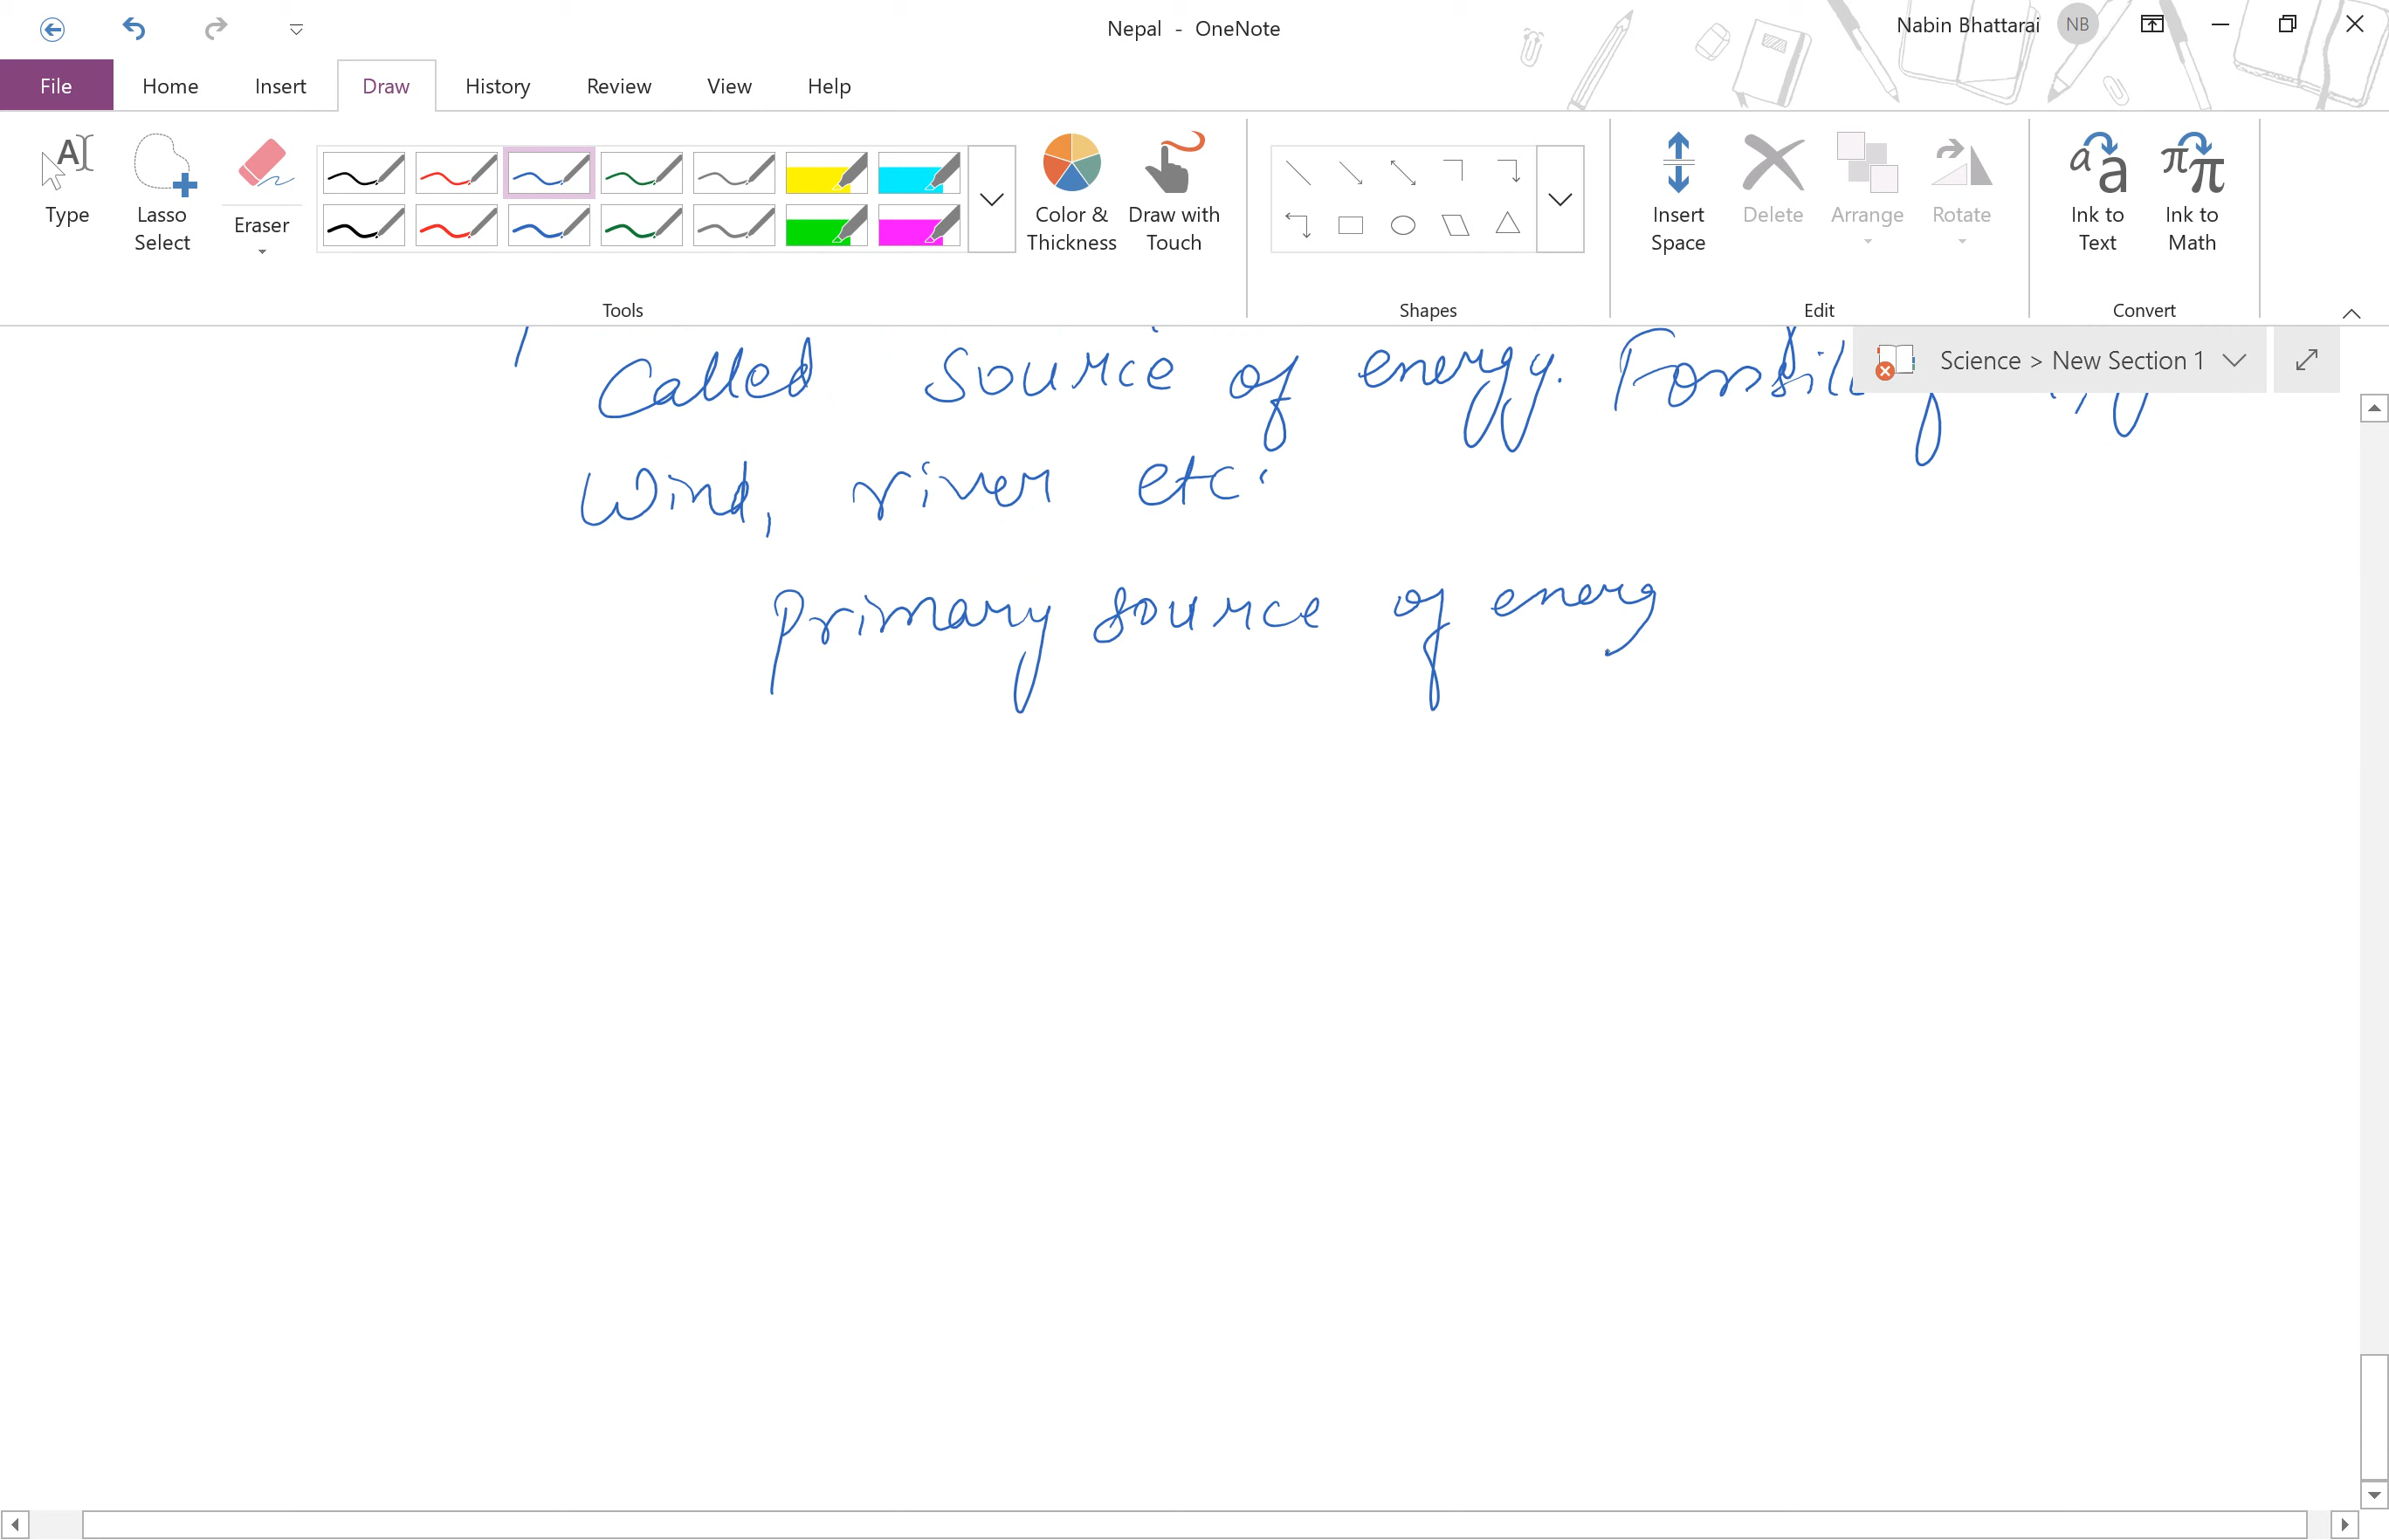 Nepal - OneNote
Nabin Bhattarai NB
File Home Insert Draw History Review View Help
Type
Lasso Select
Eraser
Color & Thickness
Draw with Touch
Insert Space
Delete
Arrange
Rotate
Ink to Text
Ink to Math
Tools Shapes Edit Convert
Science > New Section 1
Called source of energy. Fossil
Wind, river etc.
primary source of energ